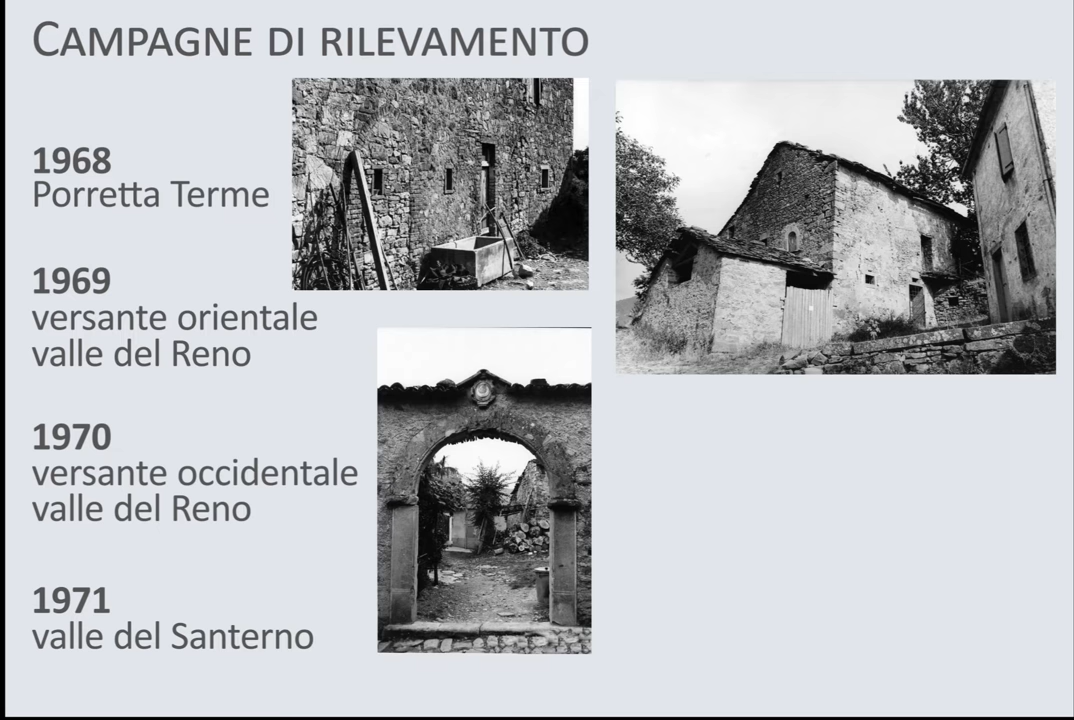 CAMPAGNE DI RILEVAMENTO
1968
Porretta Terme
1969
versante orientale
valle del Reno
1970
versante occidentale
valle del Reno
1971
valle del Santerno